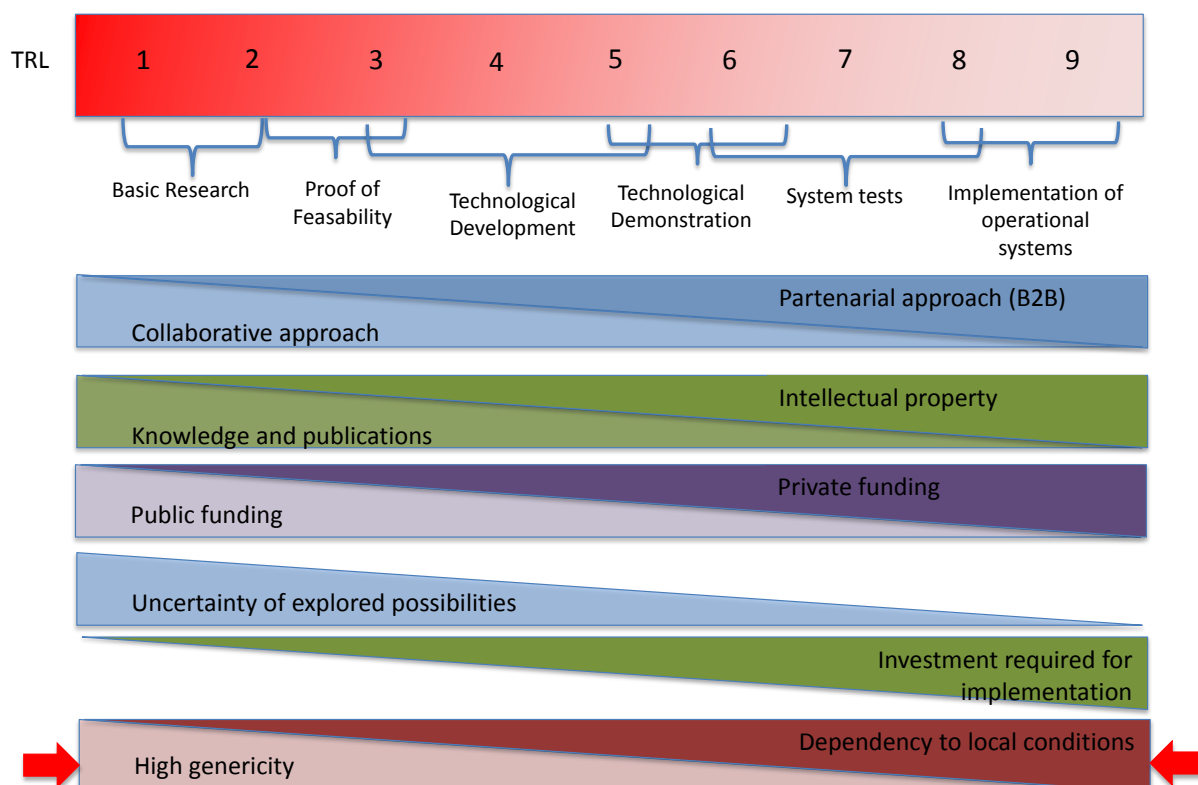 TRL 1 2 3 4 5 6 7 8 9
Basic Research
Proof of
Feasability
Technological
Development
Technological
Demonstration
System tests
Implementation of
operational
systems
Partenarial approach (B2B)
Collaborative approach
Intellectual property
Knowledge and publications
Private funding
Public funding
Uncertainty of explored possibilities
Investment required for
implementation
Dependency to local conditions
High genericity